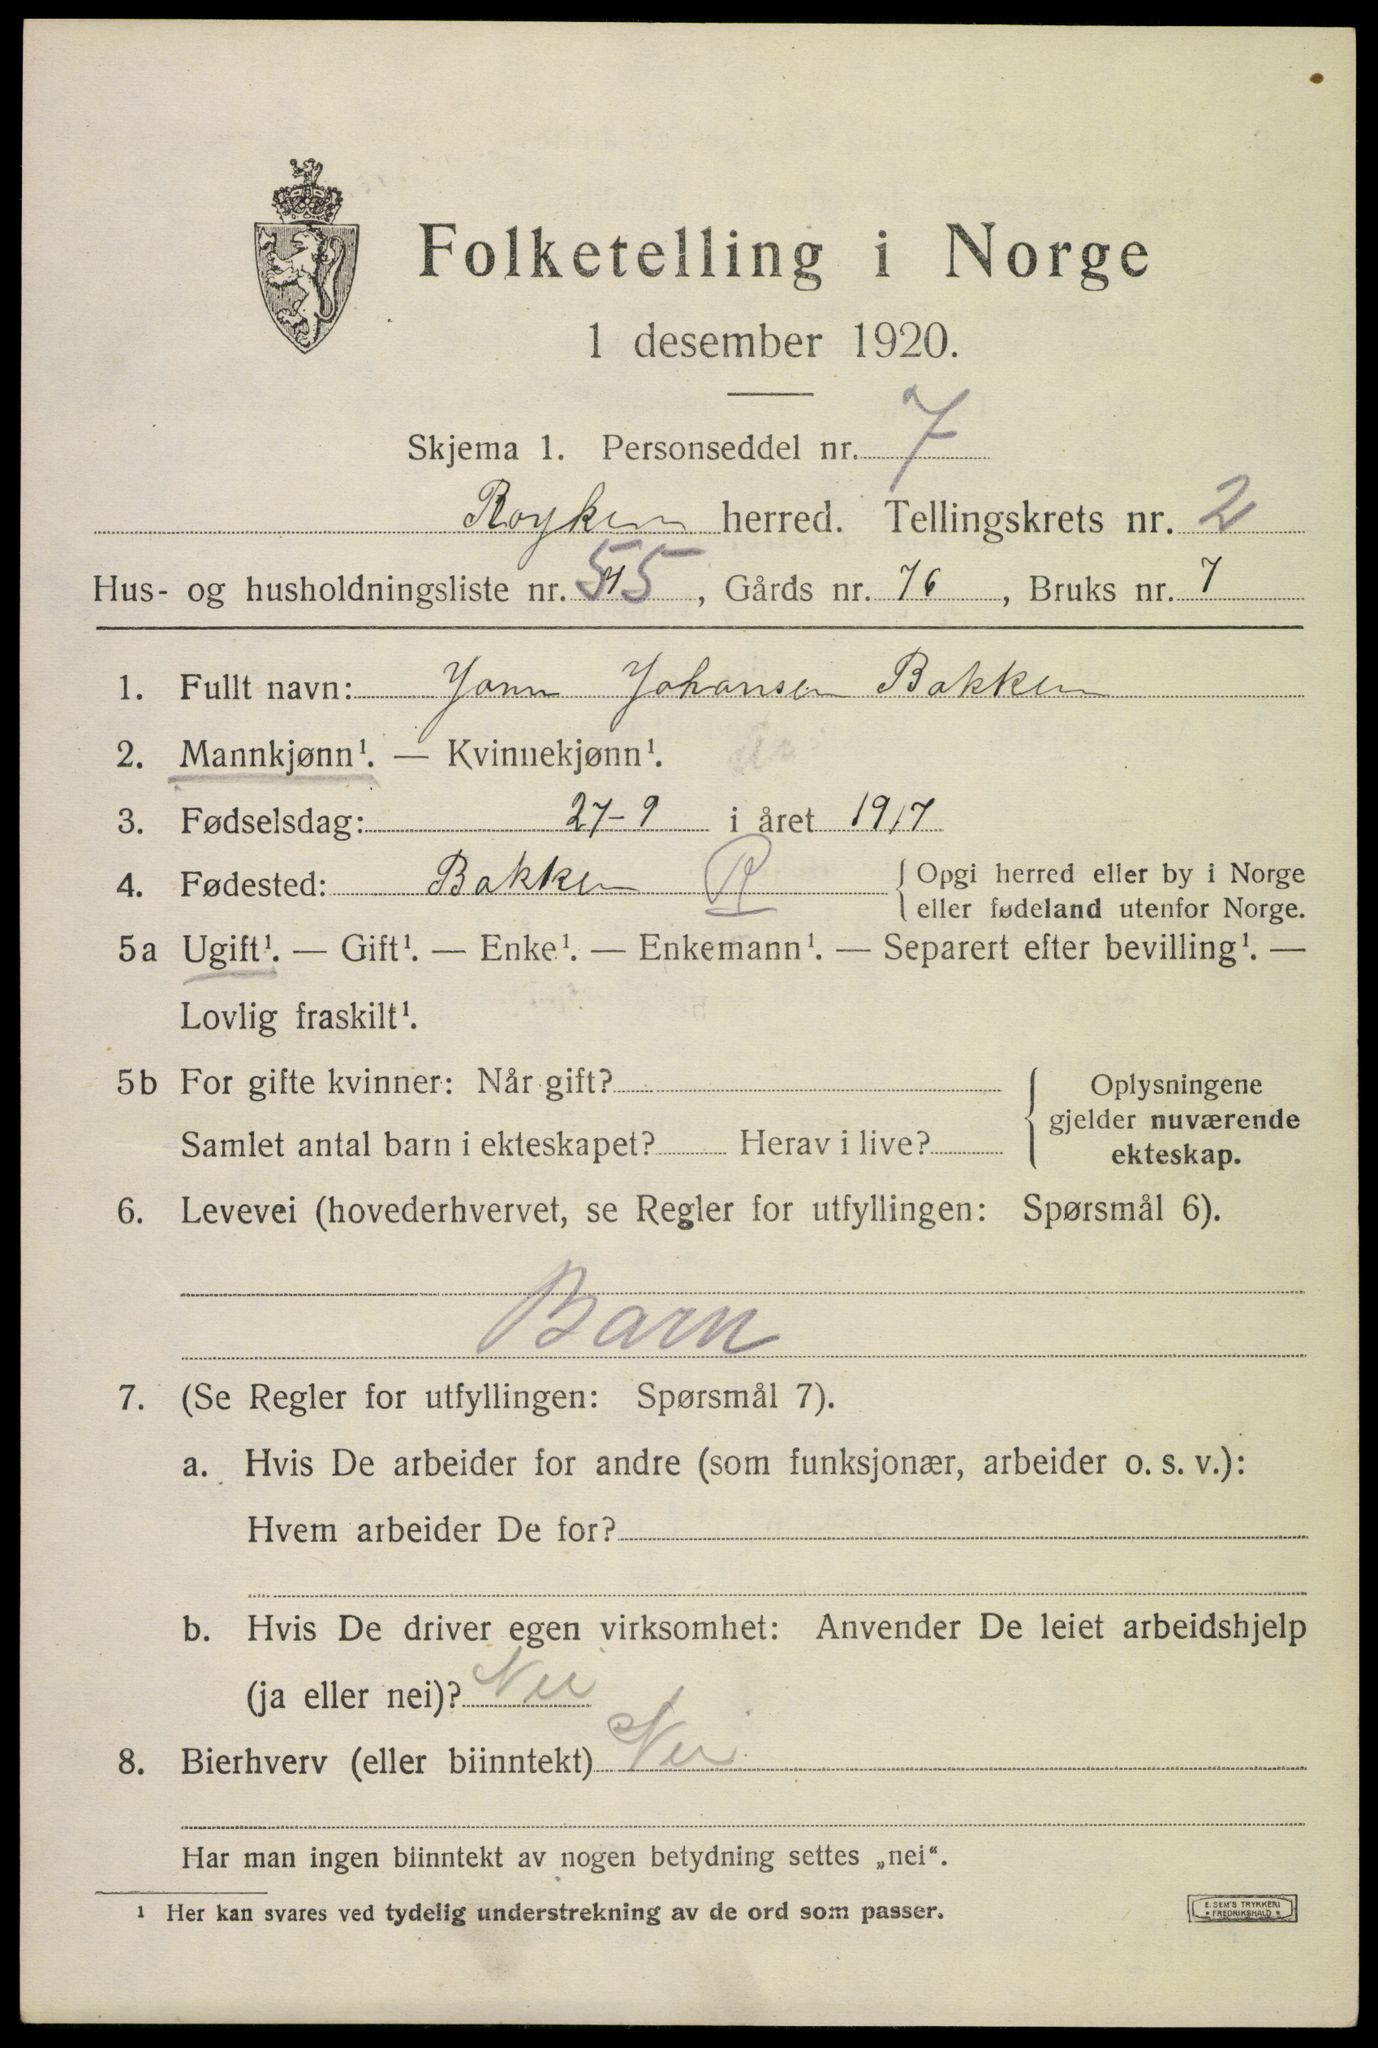 Folketelling i Norge
1 desember 1920.
Skjema 1. Personseddel nr. 7
Røyken herred. Tellingskrets nr. 2
Hus- og husholdningsliste nr. 55, Gårds nr. 76, Bruks nr. 7
1. Fullt navn: Johansen Bakken
2. Mannkjønn¹. — Kvinnekjønn¹.
3. Fødselsdag: 27-9 i året 1917
4. Fødested: Bakken R { Opgi herred eller by i Norge
eller fødeland utenfor Norge.
5a Ugift¹. — Gift¹. — Enke¹. — Enkemann¹. — Separert efter bevilling¹. —
Lovlig fraskilt¹.
5b For gifte kvinner: Når gift? { Oplysningene
gjelder nuværende
Samlet antal barn i ekteskapet? Herav i live?
ekteskap.
6. Levevei (hovederhvervet, se Regler for utfyllingen: Spørsmål 6).
Barn
7. (Se Regler for utfyllingen: Spørsmål 7).
a. Hvis De arbeider for andre (som funksjonær, arbeider o. s. v.):
Hvem arbeider De for?
b. Hvis De driver egen virksomhet: Anvender De leiet arbeidshjelp
(ja eller nei)? Nei
8. Bierhverv (eller biinntekt) Nei
Har man ingen biinntekt av nogen betydning settes „nei“.
¹ Her kan svares ved tydelig understrekning av de ord som passer.
E. SEM'S TRYKKERI
* FREDRIKSHALD *